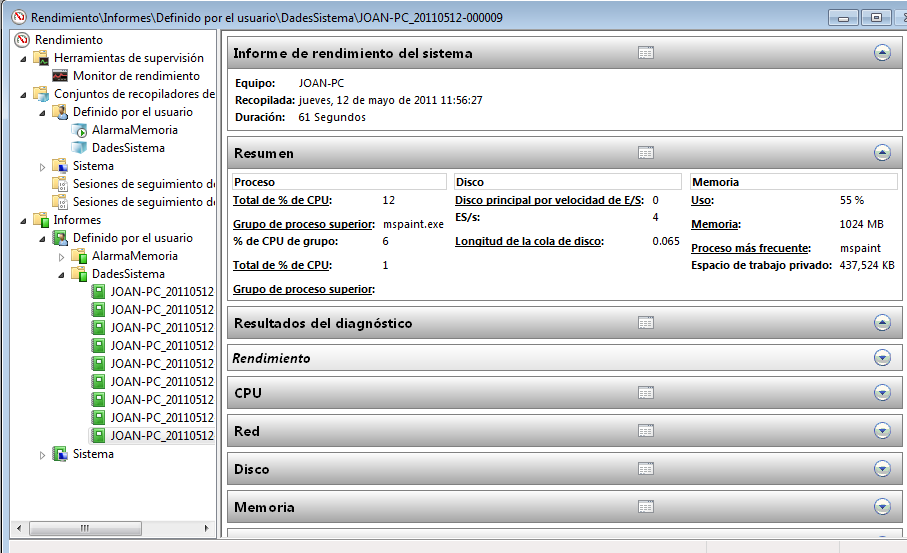 Rendimiento\Informes\Definido por el usuario\DadesSistema\JOAN-PC_20110512-000009
Rendimiento
Herramientas de supervisión
Monitor de rendimiento
Conjuntos de recopiladores de
Definido por el usuario
AlarmaMemoria
DadesSistema
Sistema
Sesiones de seguimiento de
Sesiones de seguimiento de
Informes
Definido por el usuario
AlarmaMemoria
DadesSistema
JOAN-PC_20110512
JOAN-PC_20110512
JOAN-PC_20110512
JOAN-PC_20110512
JOAN-PC_20110512
JOAN-PC_20110512
JOAN-PC_20110512
JOAN-PC_20110512
JOAN-PC_20110512
Sistema
Informe de rendimiento del sistema
Equipo: JOAN-PC
Recopilada: jueves, 12 de mayo de 2011 11:56:27
Duración: 61 Segundos
Resumen
Proceso
Total de % de CPU: 12
Grupo de proceso superior: mspaint.exe
% de CPU de grupo: 6
Total de % de CPU: 1
Grupo de proceso superior:
Disco
Disco principal por velocidad de E/S: 0
ES/s: 4
Longitud de la cola de disco: 0.065
Memoria
Uso: 55 %
Memoria: 1024 MB
Proceso más frecuente: mspaint
Espacio de trabajo privado: 437,524 KB
Resultados del diagnóstico
Rendimiento
CPU
Red
Disco
Memoria